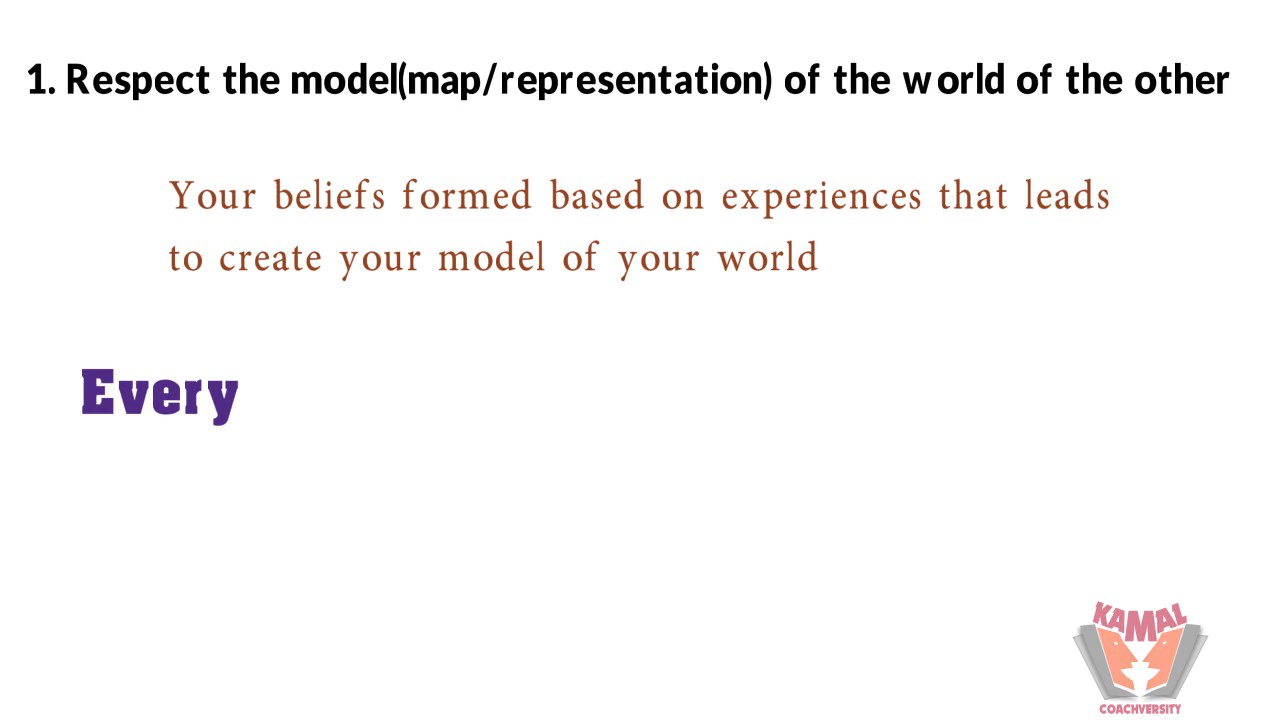 1. Respect the model(map/representation) of the world of the other
Your beliefs formed based on experiences that leads
to create your model of your world
Every
KAMAL
COACHVERSITY